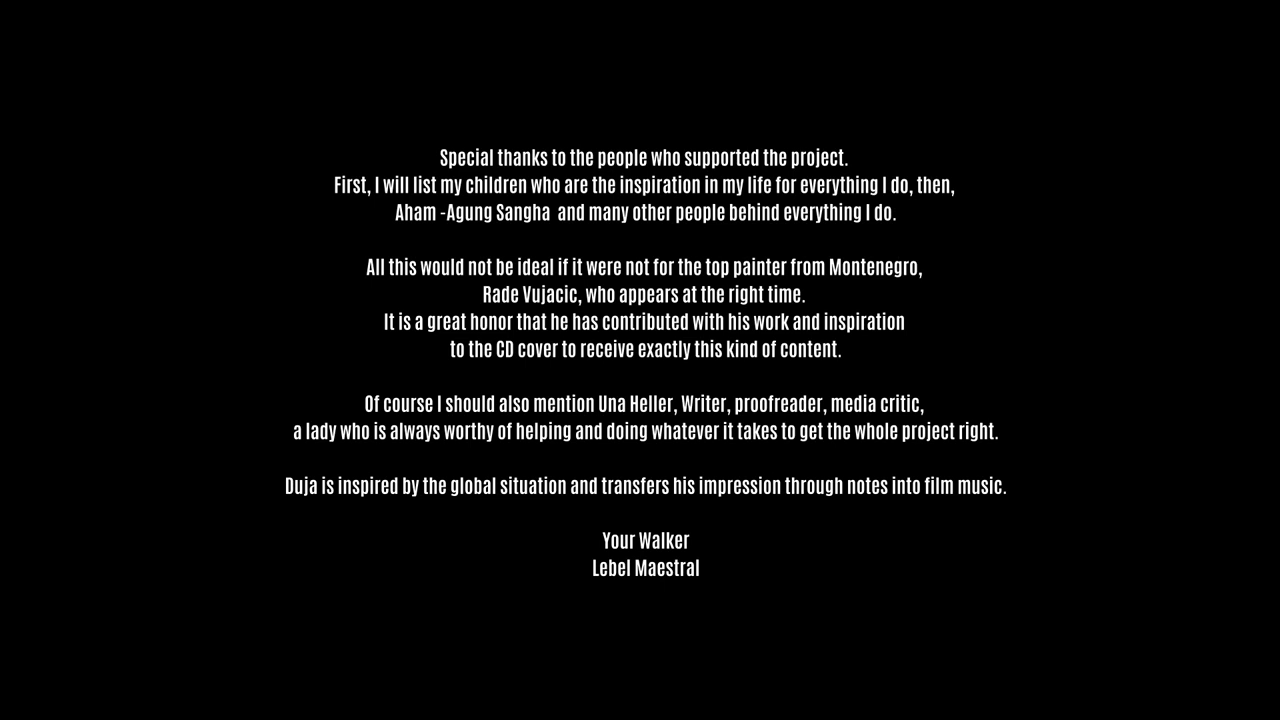 Special thanks to the people who supported the project.
First, I will list my children who are the inspiration in my life for everything I do, then,
Aham -Agung Sangha  and many other people behind everything I do.
All this would not be ideal if it were not for the top painter from Montenegro,
Rade Vujacic, who appears at the right time.
It is a great honor that he has contributed with his work and inspiration
to the CD cover to receive exactly this kind of content.
Of course I should also mention Una Heller, Writer, proofreader, media critic,
a lady who is always worthy of helping and doing whatever it takes to get the whole project right.
Duja is inspired by the global situation and transfers his impression through notes into film music.
Your Walker
Lebel Maestral